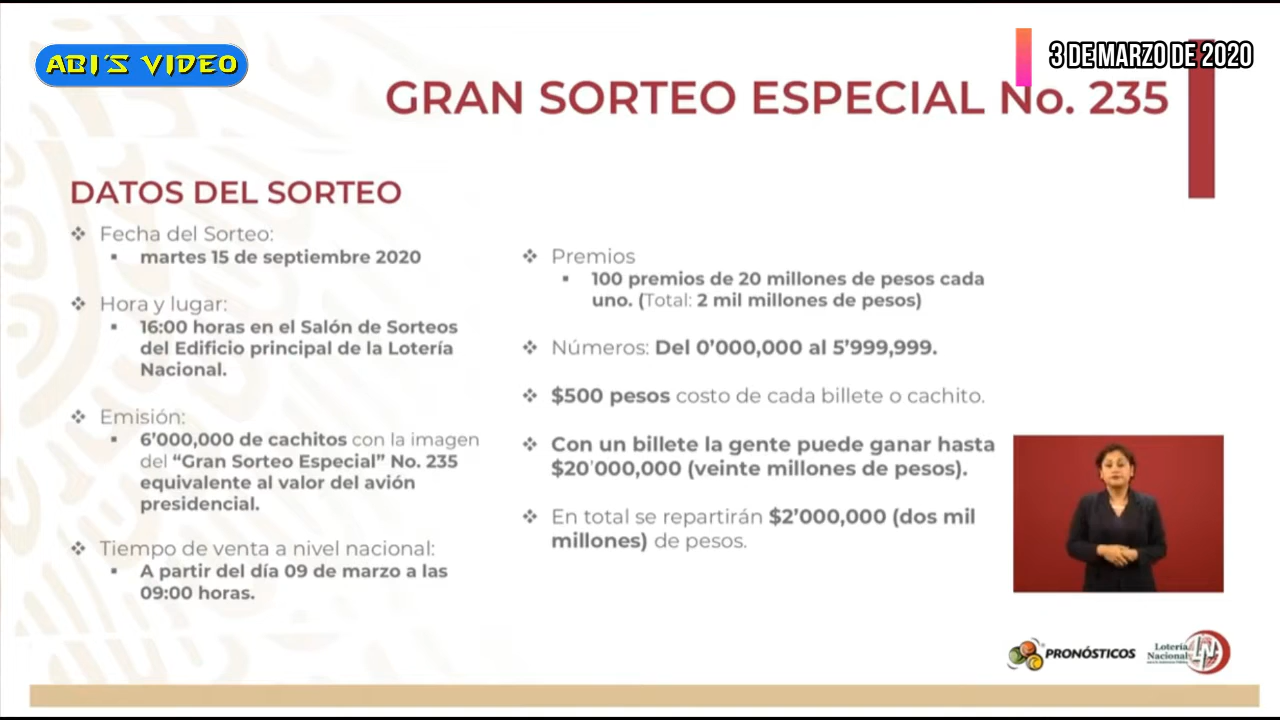 ABI'S VIDEO
3 DE MARZO DE 2020
GRAN SORTEO ESPECIAL No. 235
DATOS DEL SORTEO
Fecha del Sorteo:
martes 15 de septiembre 2020
Hora y lugar:
16:00 horas en el Salón de Sorteos
del Edificio principal de la Lotería
Nacional.
Emisión:
6’000,000 de cachitos con la imagen
del “Gran Sorteo Especial” No. 235
equivalente al valor del avión
presidencial.
Tiempo de venta a nivel nacional:
A partir del día 09 de marzo a las
09:00 horas.
Premios
100 premios de 20 millones de pesos cada
uno. (Total: 2 mil millones de pesos)
Números: Del 0’000,000 al 5’999,999.
$500 pesos costo de cada billete o cachito.
Con un billete la gente puede ganar hasta
$20’000,000 (veinte millones de pesos).
En total se repartirán $2’000,000 (dos mil
millones) de pesos.
PRONÓSTICOS
Lotería
Nacional
LN